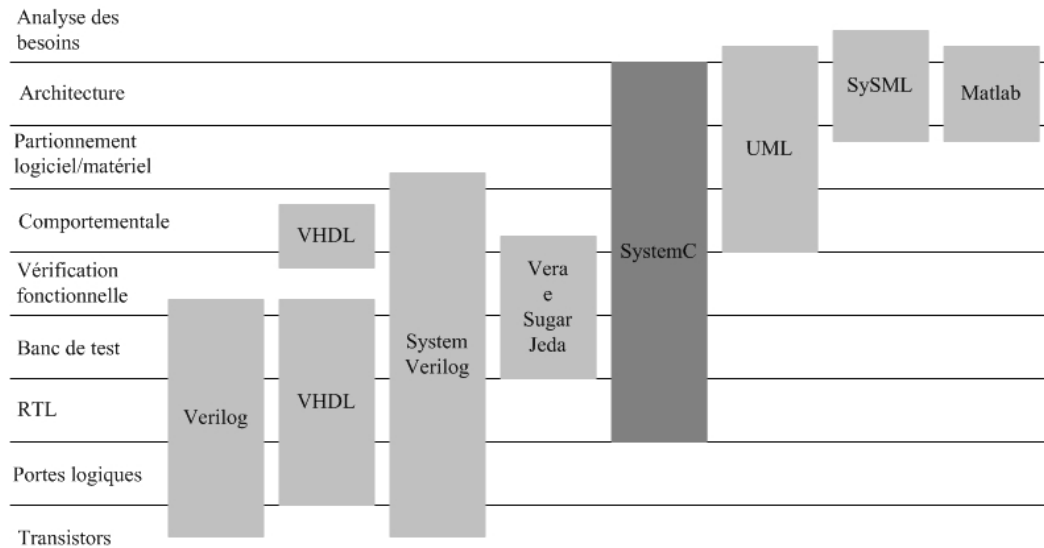 Analyse des
besoins
Architecture
Partionnement
logiciel/matériel
Comportementale
Vérification
fonctionnelle
Banc de test
RTL
Portes logiques
Transistors
Verilog
VHDL
VHDL
System
Verilog
Vera
e
Sugar
Jeda
SystemC
UML
SySML
Matlab